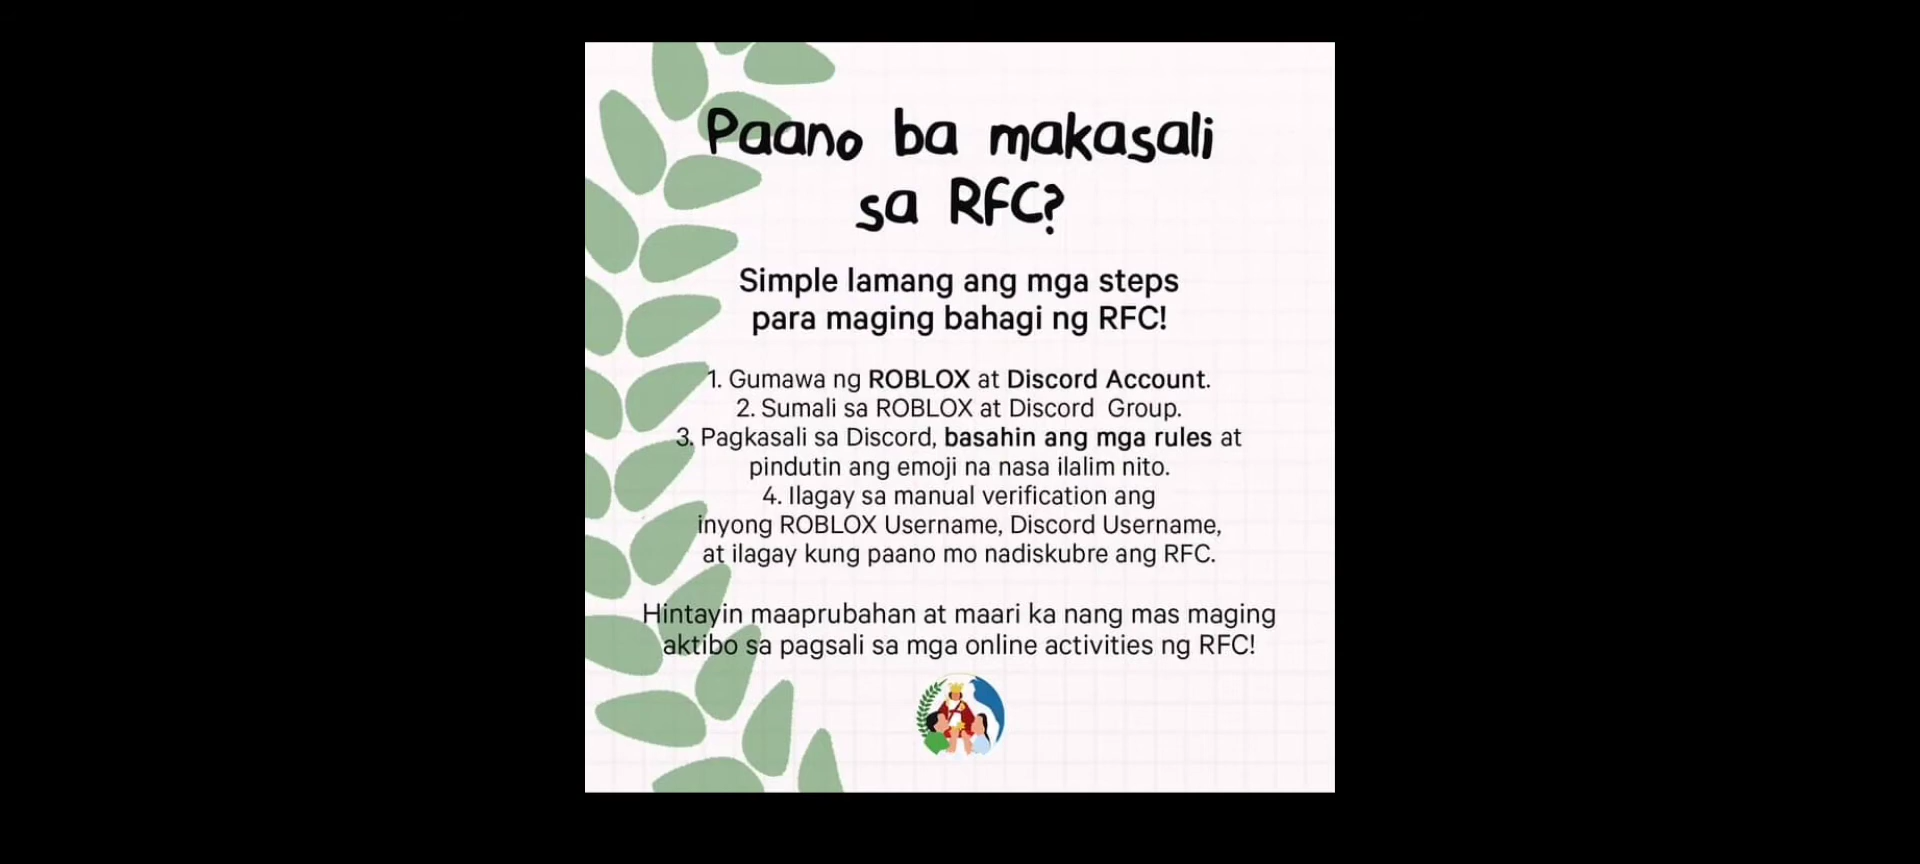 Paano ba makasali
sa RFC?
Simple lamang ang mga steps
para maging bahagi ng RFC!
1. Gumawa ng ROBLOX at Discord Account.
2. Sumali sa ROBLOX at Discord Group.
3. Pagkasali sa Discord, basahin ang mga rules at
pindutin ang emoji na nasa ilalim nito.
4. Ilagay sa manual verification ang
inyong ROBLOX Username, Discord Username,
at ilagay kung paano mo nadiskubre ang RFC.
Hintayin maaprubahan at maari ka nang mas maging
aktibo sa pagsali sa mga online activities ng RFC!